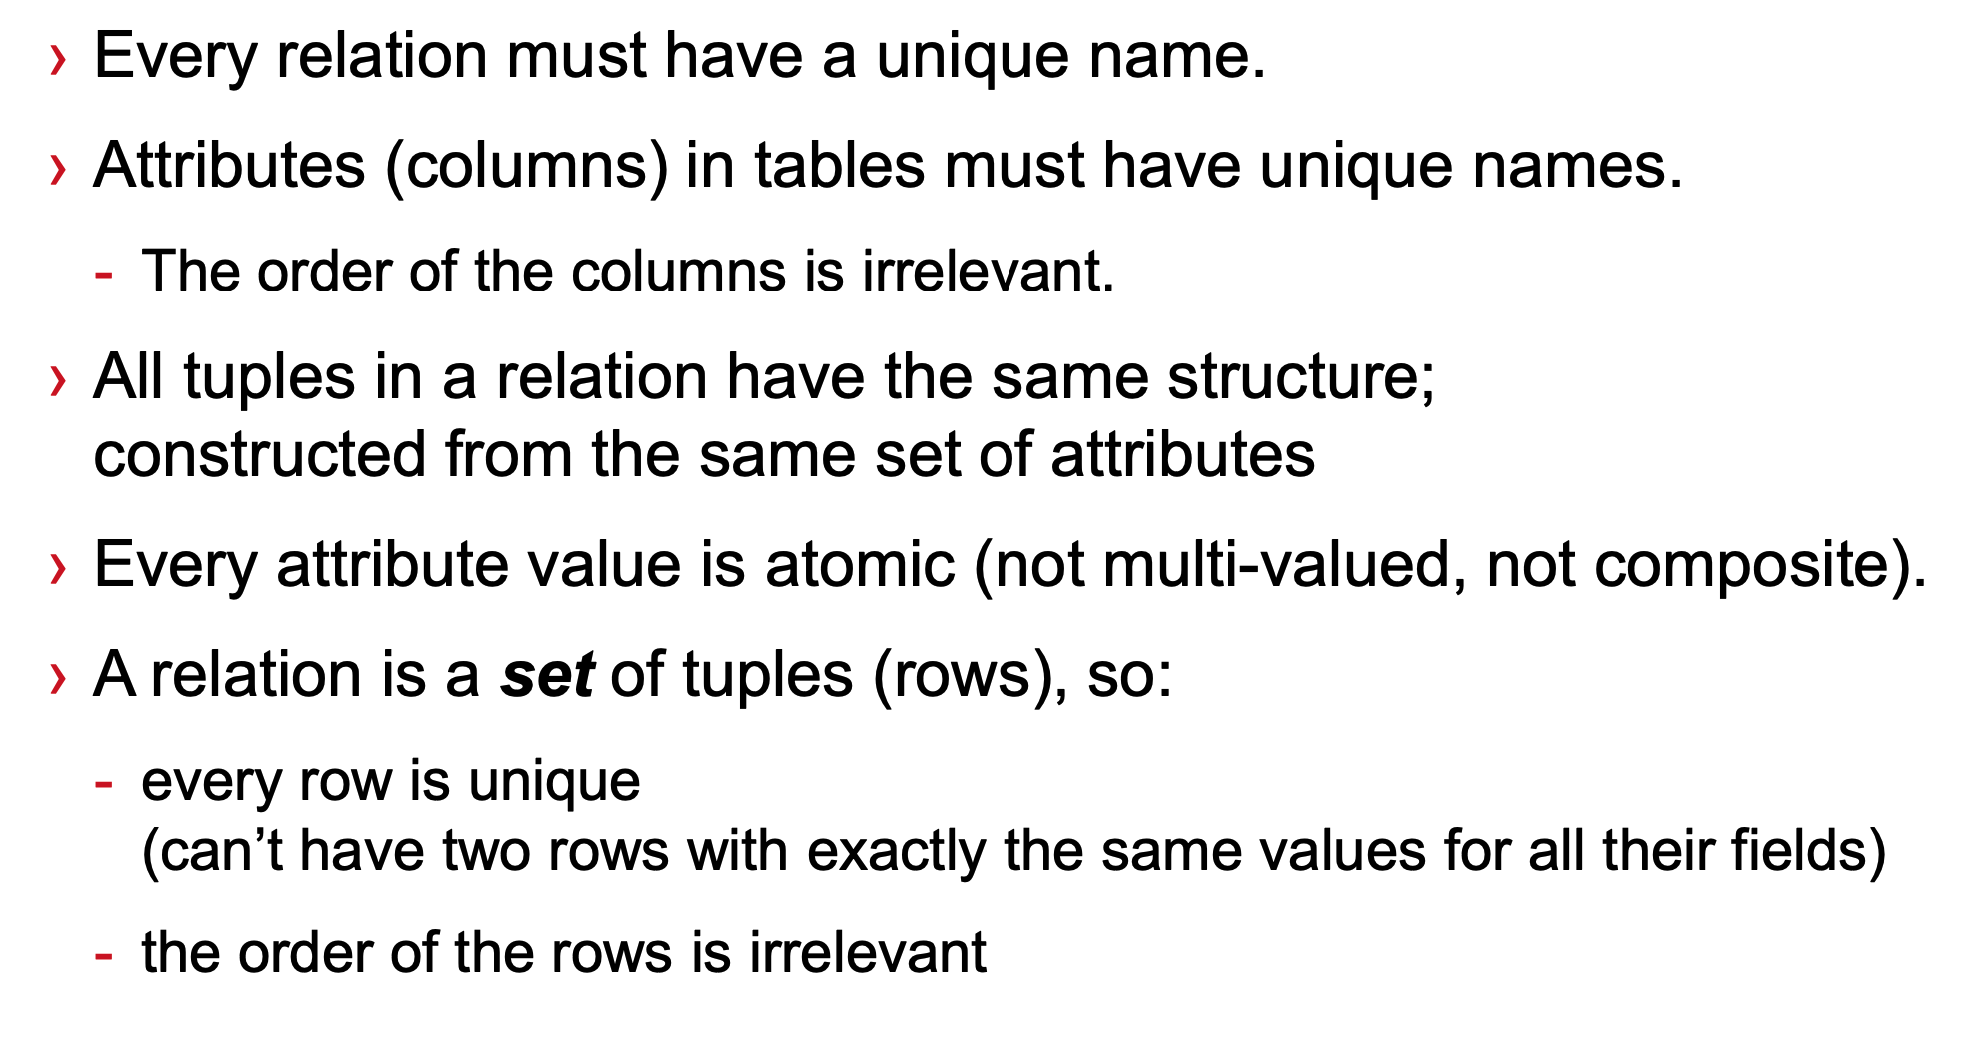 › Every relation must have a unique name.
› Attributes (columns) in tables must have unique names.
- The order of the columns is irrelevant.
› All tuples in a relation have the same structure;
constructed from the same set of attributes
› Every attribute value is atomic (not multi-valued, not composite).
› A relation is a set of tuples (rows), so:
- every row is unique
(can’t have two rows with exactly the same values for all their fields)
- the order of the rows is irrelevant